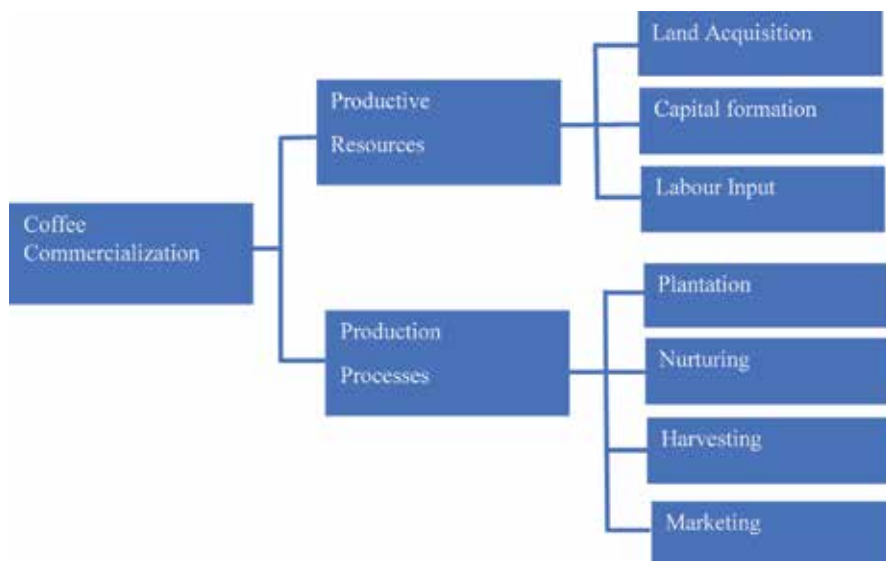 Coffee
Commercialization
Productive
Resources
Land Acquisition
Capital formation
Labour Input
Production
Processes
Plantation
Nurturing
Harvesting
Marketing